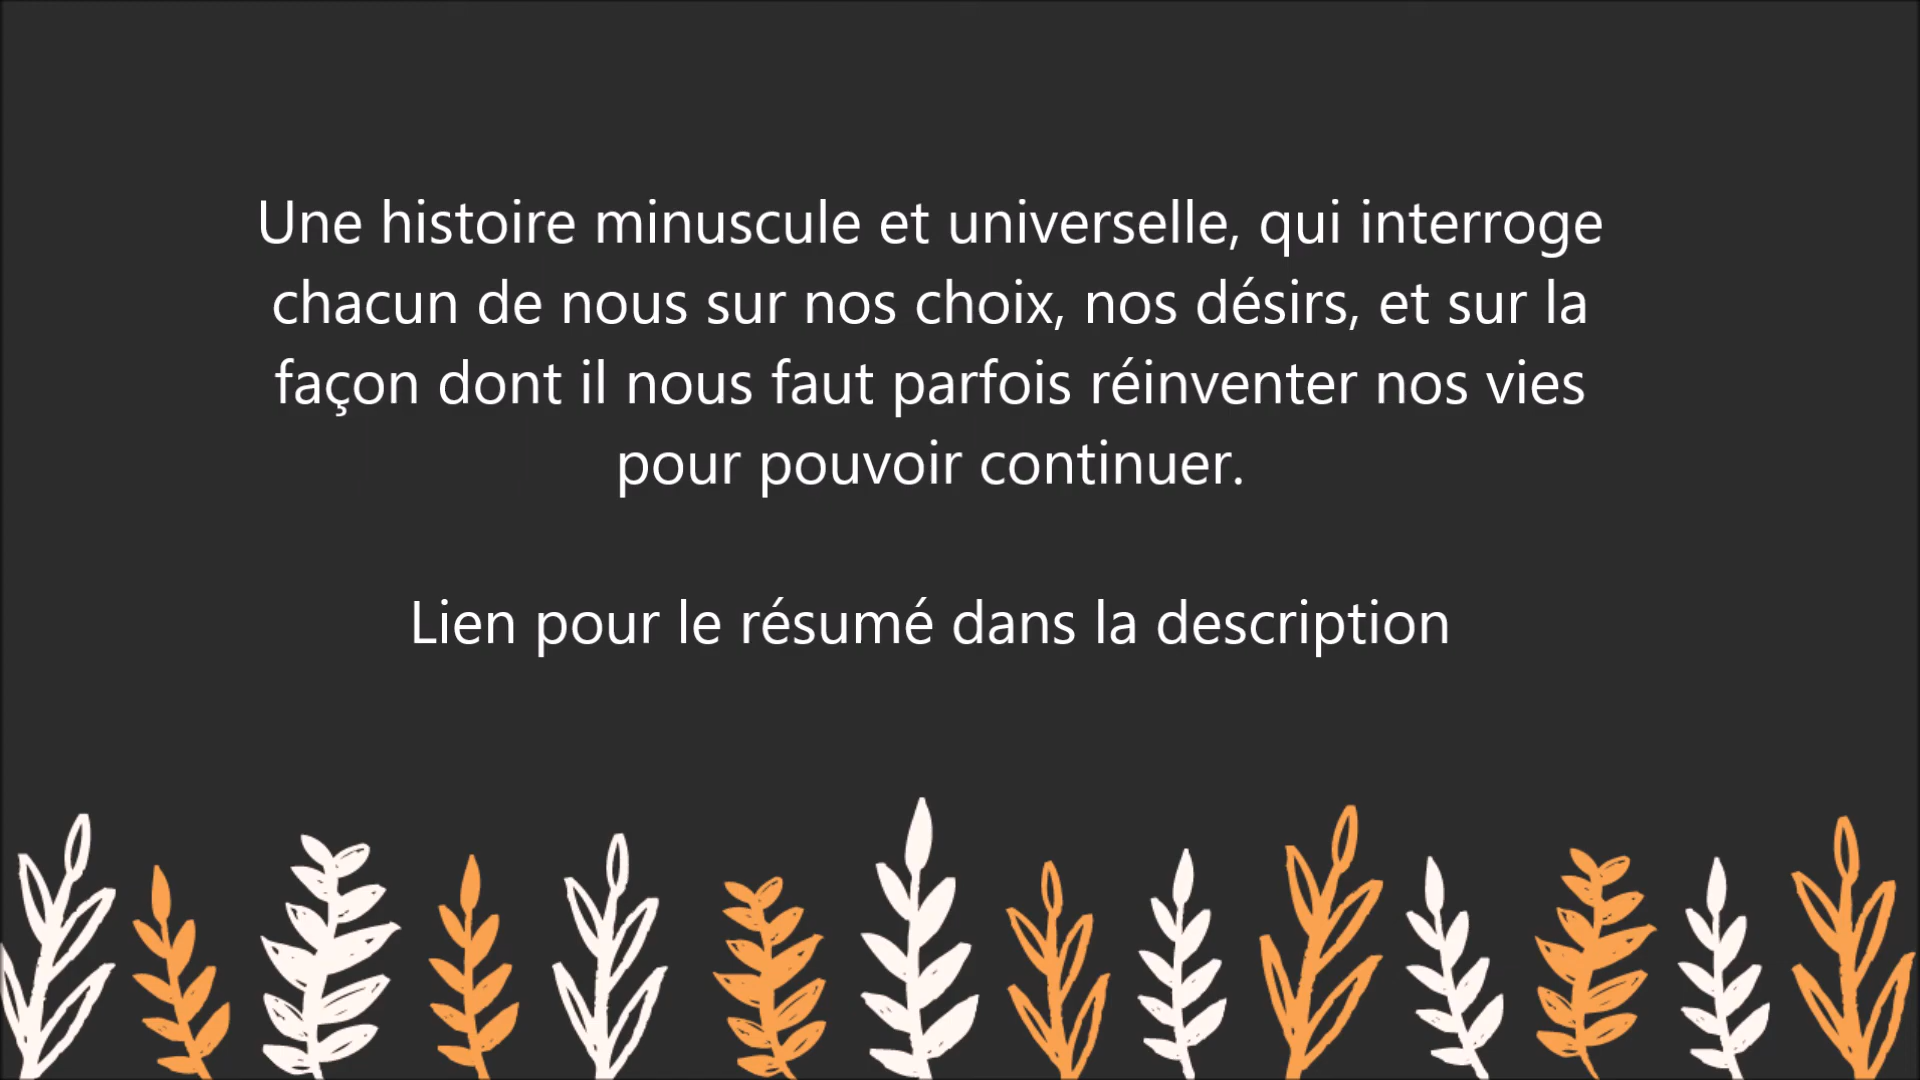 Une histoire minuscule et universelle, qui interroge
chacun de nous sur nos choix, nos désirs, et sur la
façon dont il nous faut parfois réinventer nos vies
pour pouvoir continuer.
Lien pour le résumé dans la description